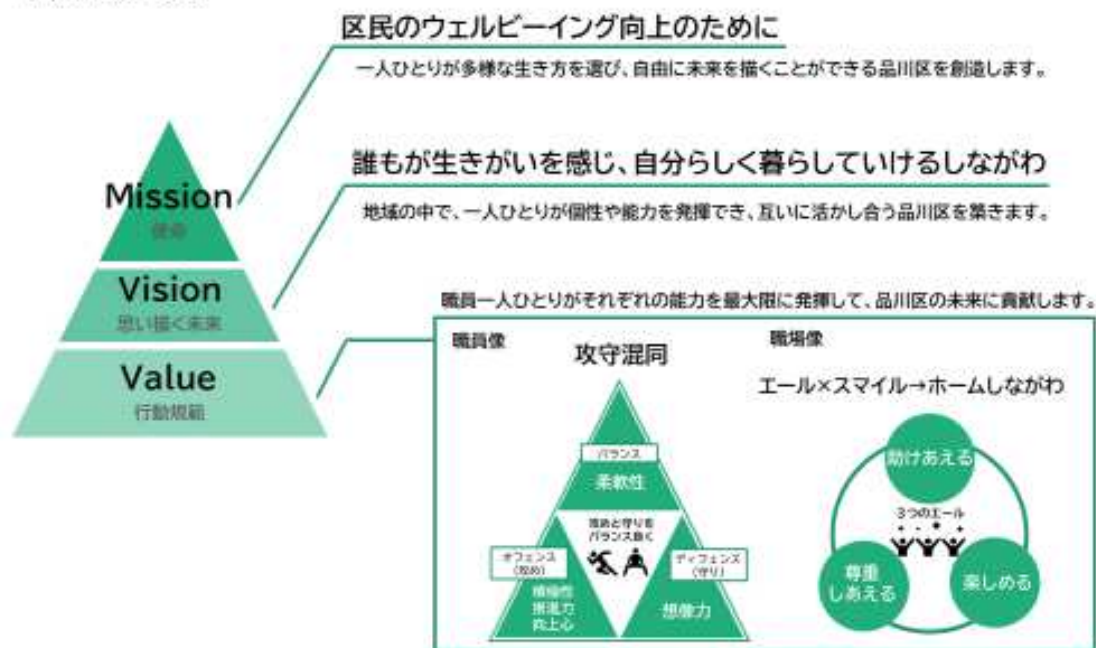 区民のウェルビーイング向上のために
一人ひとりが多様な生き方を選び、自由に未来を描くことができる品川区を創造します。
誰もが生きがいを感じ、自分らしく暮らしていけるしながわ
地域の中で、一人ひとりが個性や能力を発揮でき、互いに活かし合う品川区を築きます。
Mission
使命
Vision
思い描く未来
Value
行動規範
職員一人ひとりがそれぞれの能力を最大限に発揮して、品川区の未来に貢献します。
職員像
攻守混同
バランス
柔軟性
攻めと守りを
バランス良く
オフェンス
(攻め)
積極性
推進力
向上心
ディフェンス
(守り)
想像力
職場像
エール×スマイル→ホームしながわ
助けあえる
3つのエール
尊重
しあえる
楽しめる